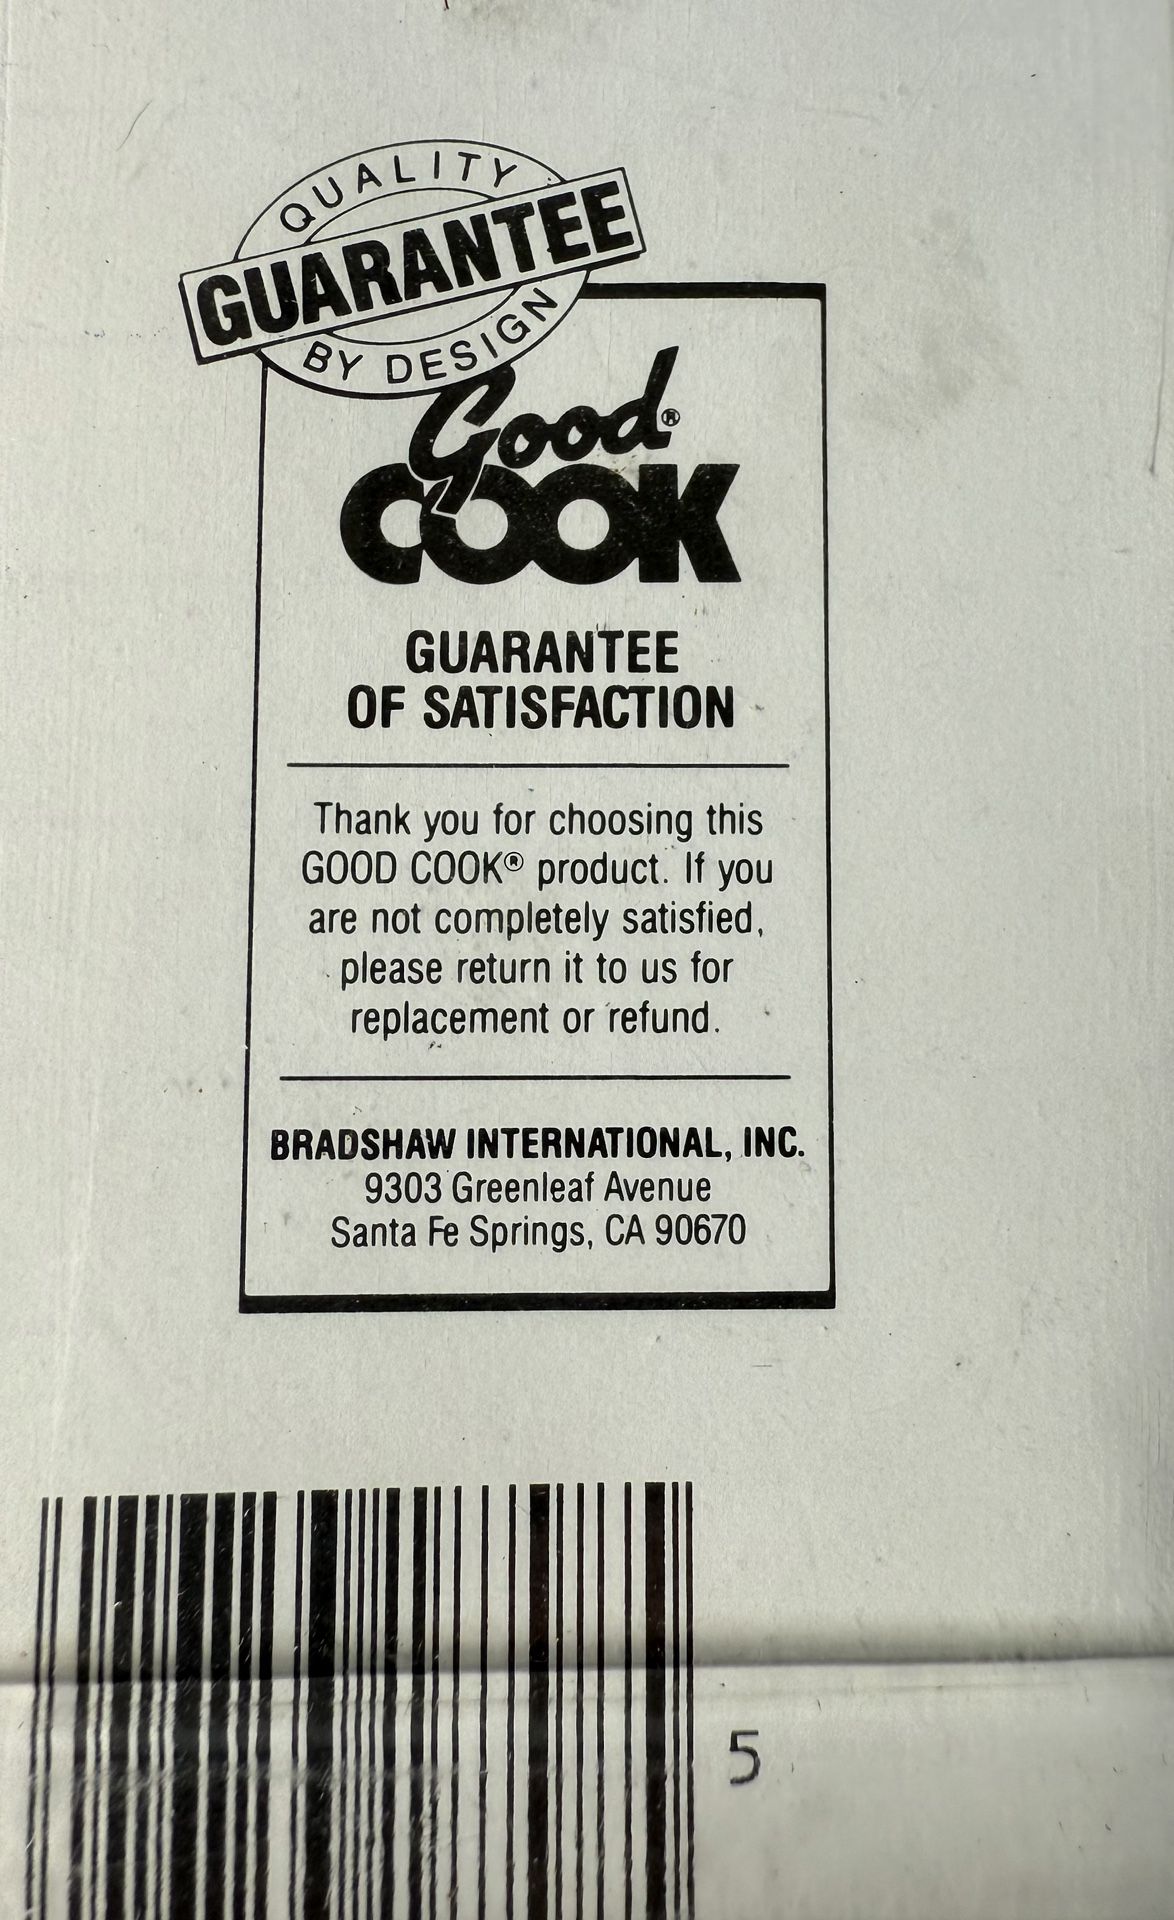 QUALITY
GUARANTEE
BY DESIGN
Good®
COOK
GUARANTEE
OF SATISFACTION
Thank you for choosing this
GOOD COOK® product. If you
are not completely satisfied,
please return it to us for
replacement or refund.
BRADSHAW INTERNATIONAL, INC.
9303 Greenleaf Avenue
Santa Fe Springs, CA 90670
5